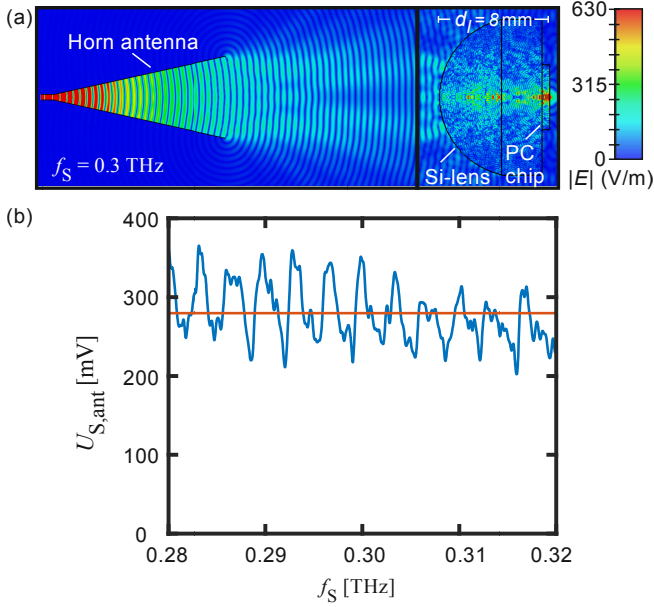 (a)
Horn antenna
d_l = 8 mm
f_S = 0.3 THz
Si-lens
PC
chip
630
315
0
|E| (V/m)
(b)
400
300
200
100
0
U_S,ant [mV]
0.28
0.29
0.30
0.31
0.32
f_S [THz]